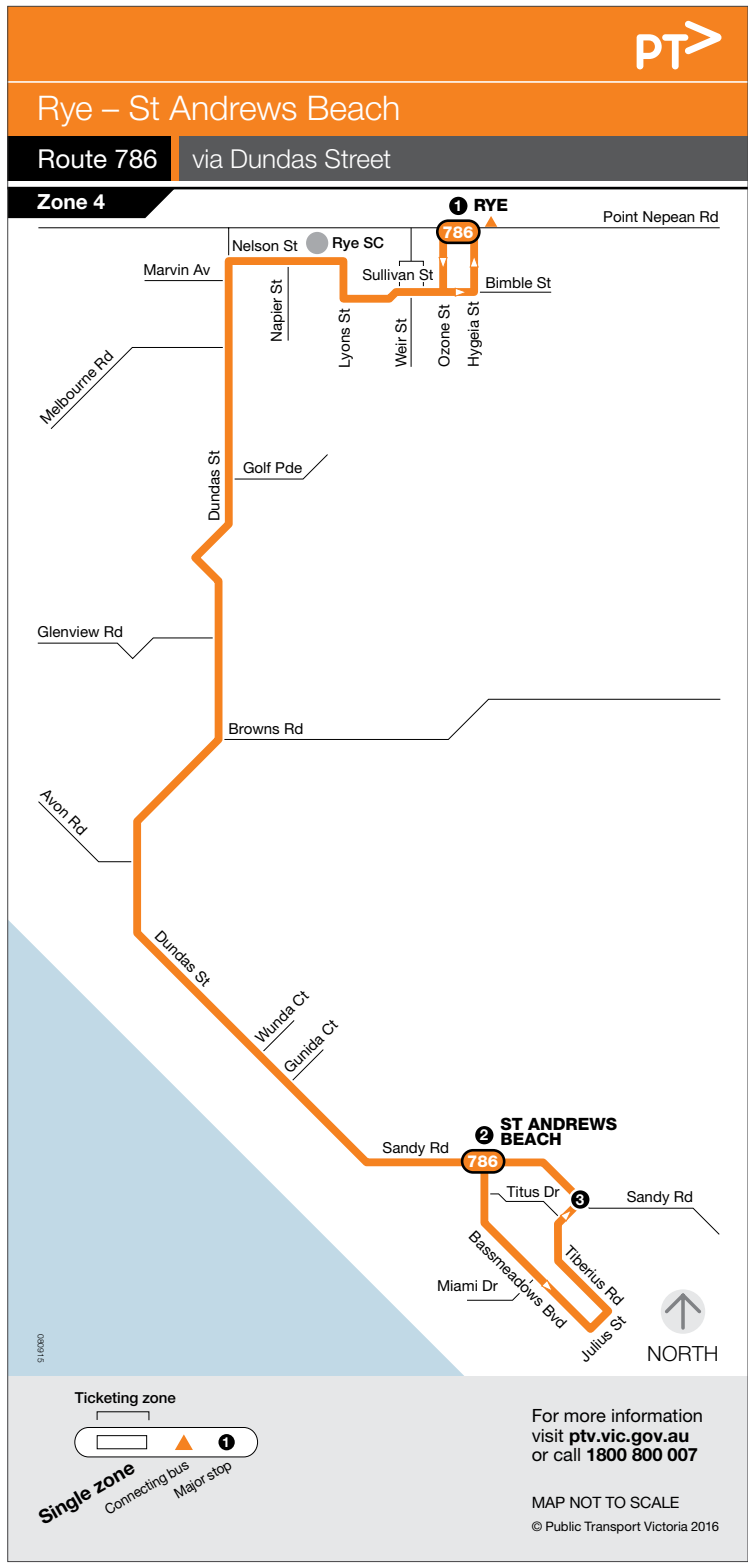 PT>
Rye – St Andrews Beach
Route 786
via Dundas Street
Zone 4
1 RYE
Point Nepean Rd
786
Nelson St
Rye SC
Marvin Av
Sullivan St
Bimble St
Napier St
Lyons St
Weir St
Ozone St
Hygeia St
Melbourne Rd
Dundas St
Golf Pde
Glenview Rd
Browns Rd
Avon Rd
Dundas St
Wunda Ct
Gunida Ct
2 ST ANDREWS
BEACH
Sandy Rd
786
Titus Dr
3
Sandy Rd
Bassmeadows Bvd
Tiberius Rd
Miami Dr
Julius St
NORTH
080915
Ticketing zone
1
Single zone
Connecting bus
Major stop
For more information
visit ptv.vic.gov.au
or call 1800 800 007
MAP NOT TO SCALE
© Public Transport Victoria 2016